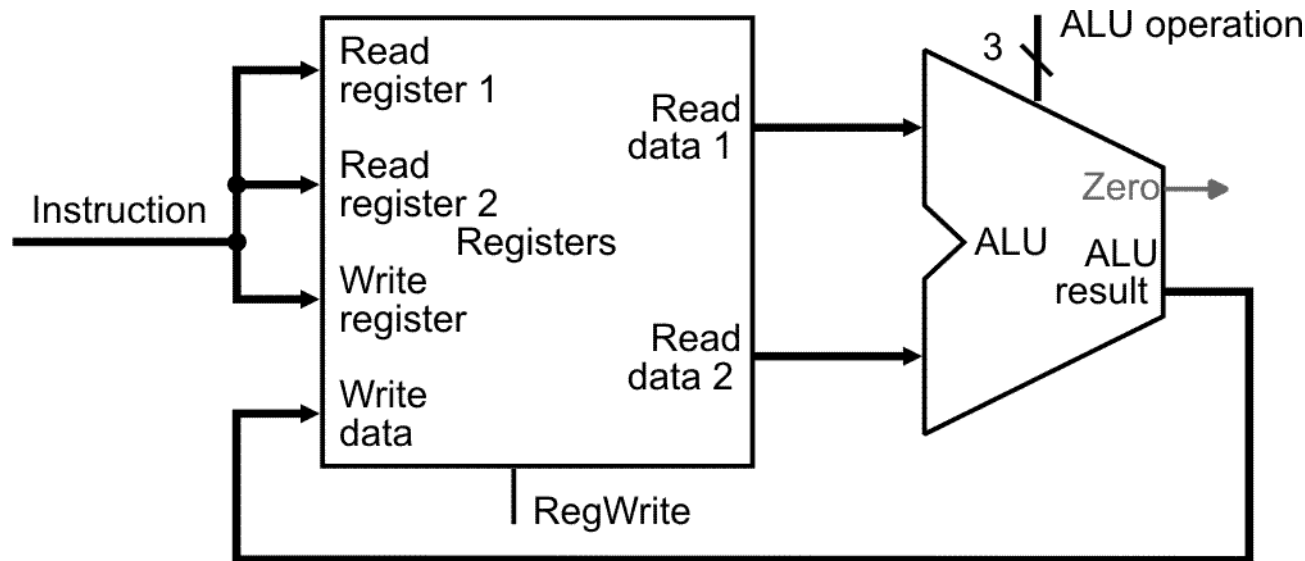 Instruction
Read
register 1
Read
register 2
Registers
Write
register
Write
data
Read
data 1
Read
data 2
RegWrite
3
ALU operation
Zero
ALU
ALU
result